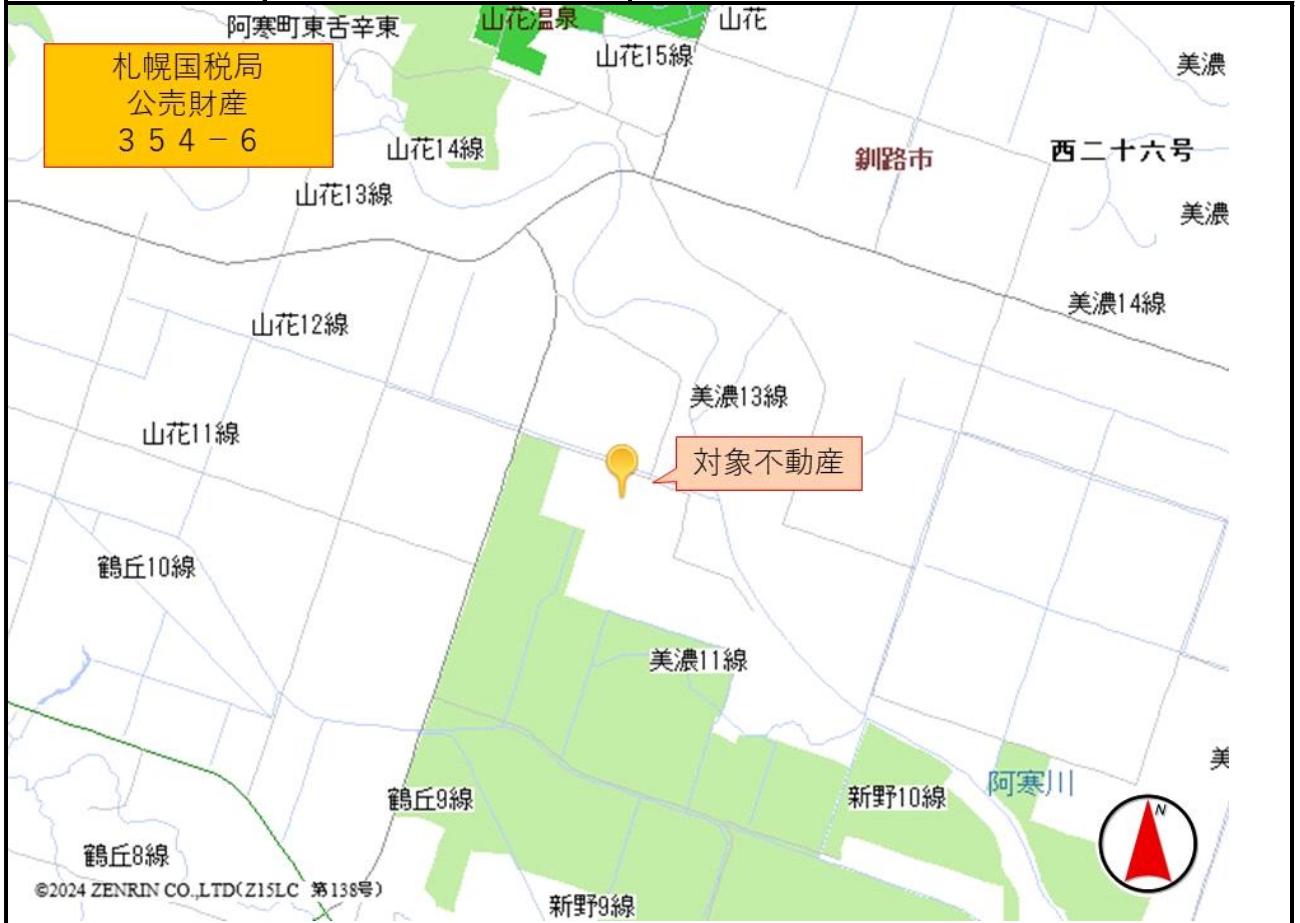 札幌国税局
公売財産
３５４－６
阿寒町東舌辛東
山花温泉
山花
山花15線
美濃
山花14線
釧路市
西二十六号
山花13線
美濃
美濃14線
山花12線
美濃13線
山花11線
対象不動産
鶴丘10線
美濃11線
美
阿寒川
鶴丘9線
新野10線
N
鶴丘8線
©2024 ZENRIN CO.,LTD(Z15LC 第138号)
新野9線